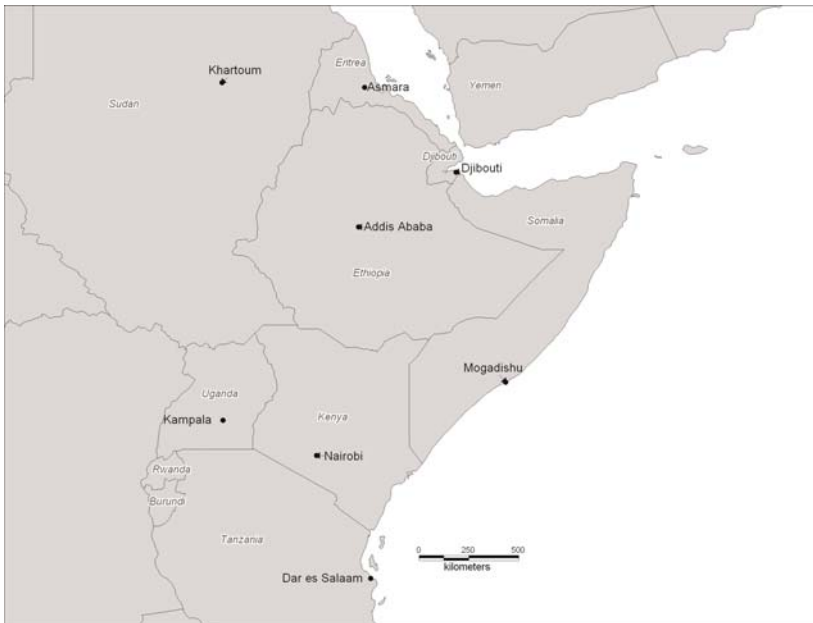 Khartoum
Eritrea
Asmara
Sudan
Yemen
Djibouti
Djibouti
Somalia
Addis Ababa
Ethiopia
Mogadishu
Uganda
Kampala
Kenya
Nairobi
Rwanda
Burundi
Tanzania
0 250 500
kilometers
Dar es Salaam